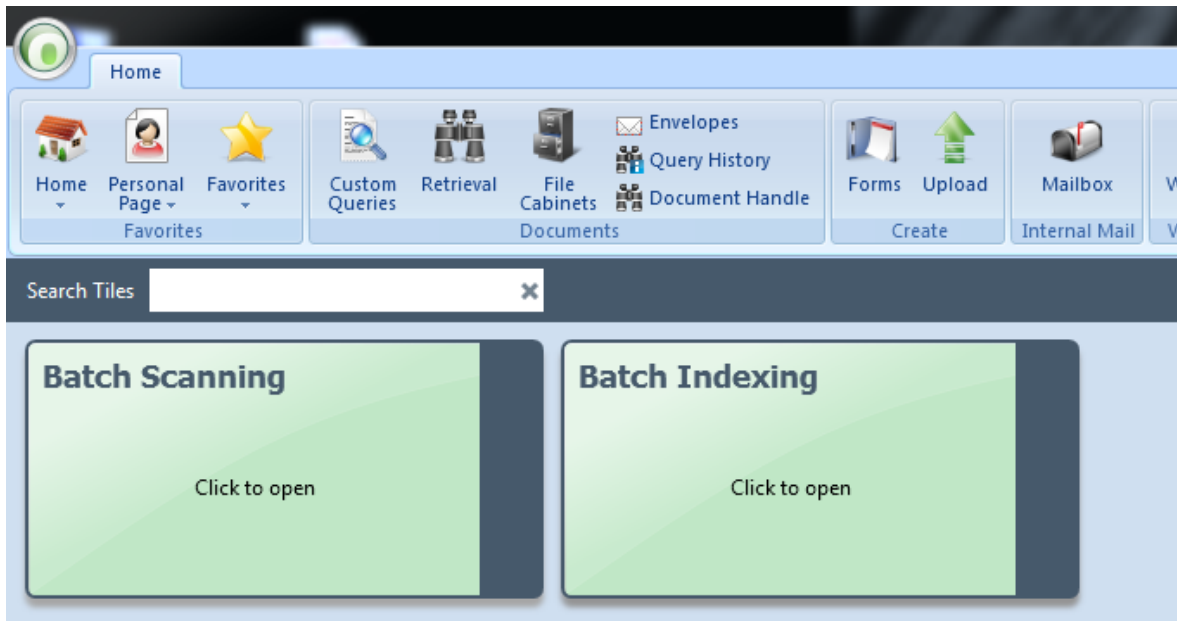 Home
Home
Personal Page
Favorites
Favorites
Custom Queries
Retrieval
File Cabinets
Envelopes
Query History
Document Handle
Documents
Forms
Upload
Create
Mailbox
Internal Mail
Search Tiles
Batch Scanning
Click to open
Batch Indexing
Click to open